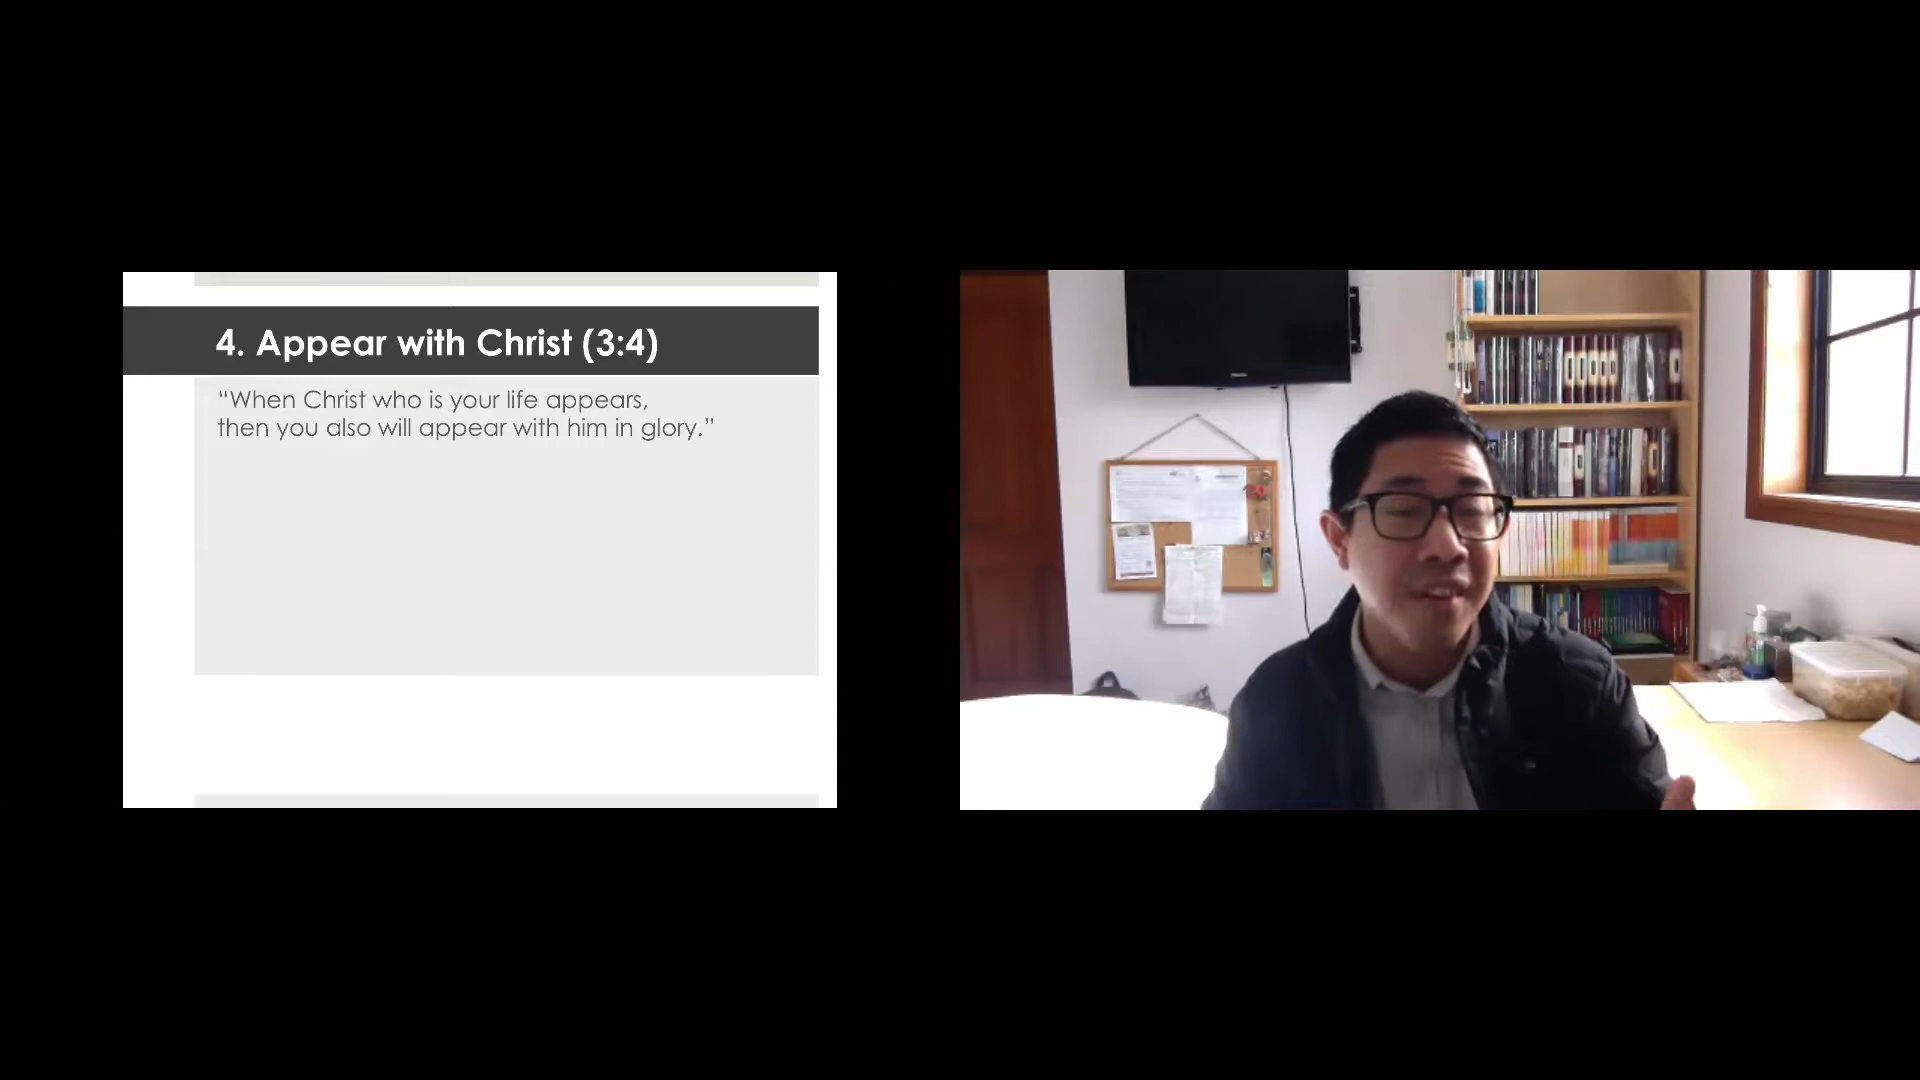 4. Appear with Christ (3:4)
“When Christ who is your life appears,
then you also will appear with him in glory.”